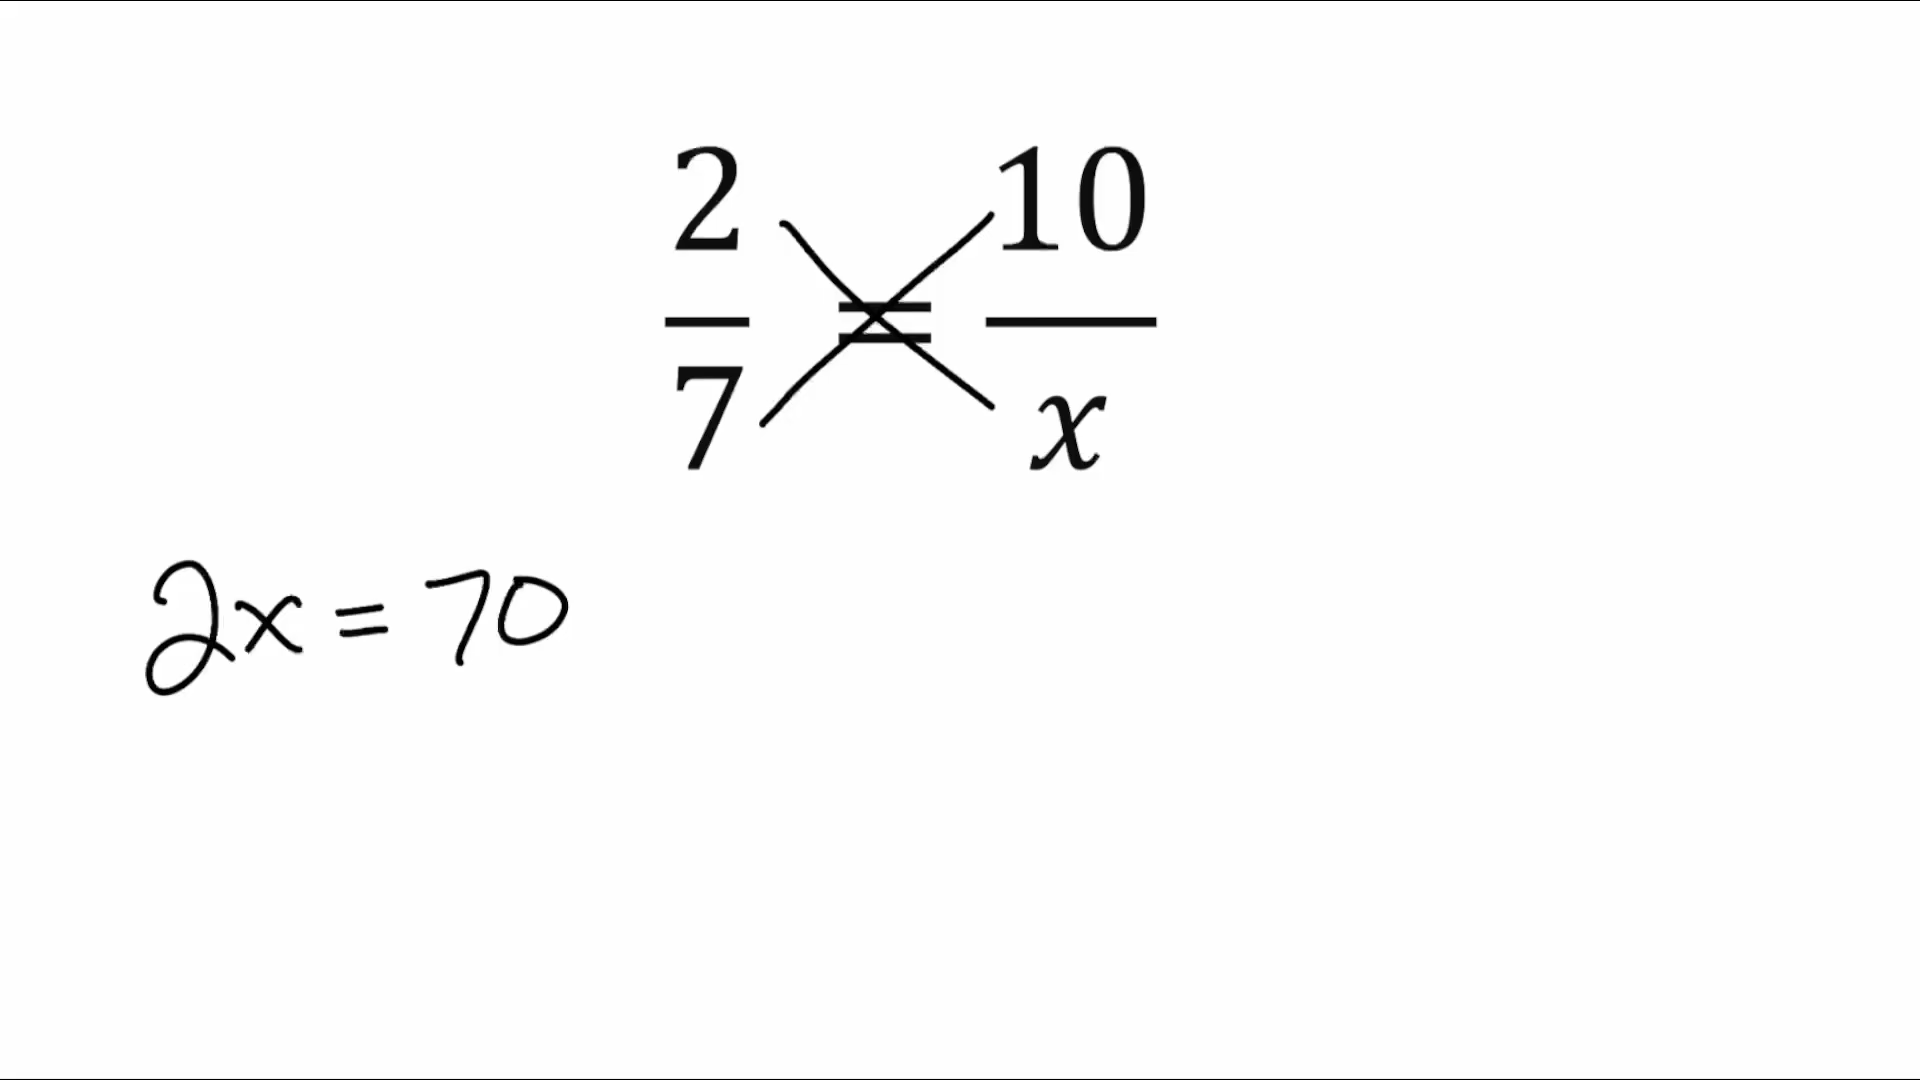 2/7 = 10/x
2x = 70